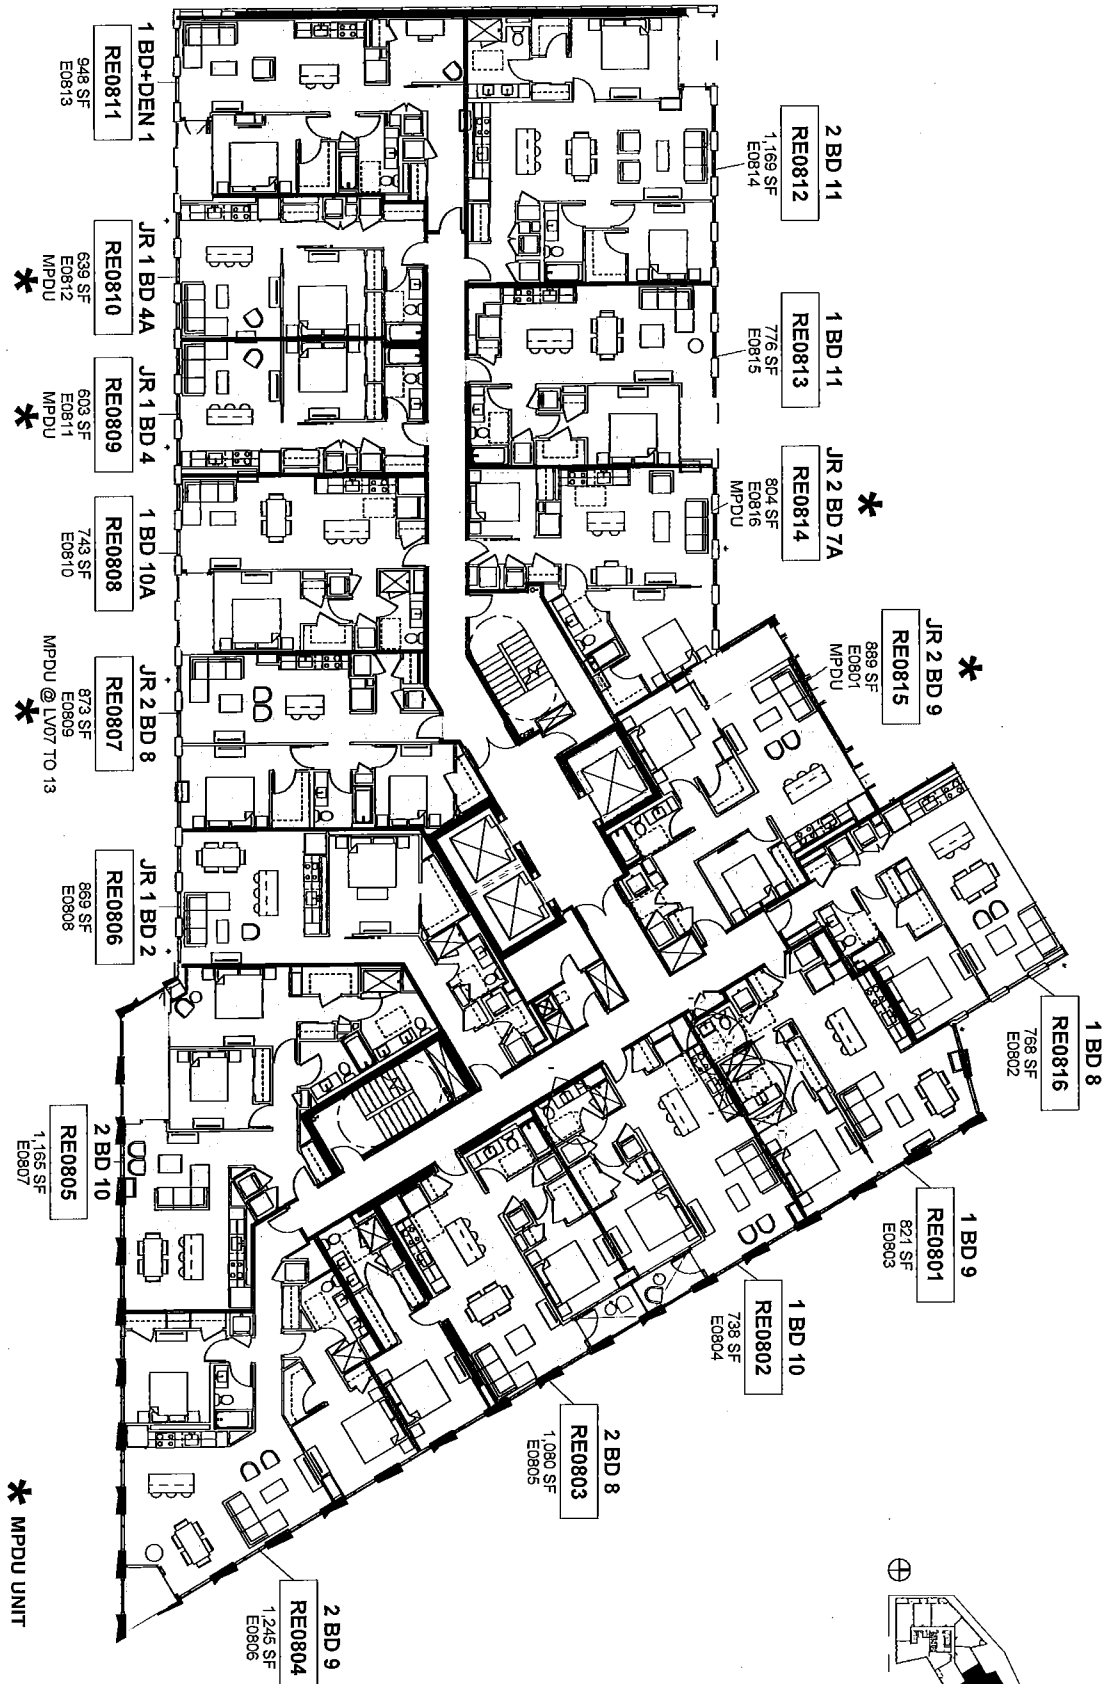 2 BD 11
RE0812
1,169 SF
E0814
1 BD 11
RE0813
776 SF
E0815
JR 2 BD 7A
RE0814
804 SF
E0816
MPDU
*
JR 2 BD 9
RE0815
889 SF
E0801
MPDU
*
1 BD 8
RE0816
768 SF
E0802
1 BD 9
RE0801
821 SF
E0803
1 BD 10
RE0802
738 SF
E0804
2 BD 8
RE0803
1,080 SF
E0805
2 BD 9
RE0804
1,245 SF
E0806
2 BD 10
RE0805
1,165 SF
E0807
JR 1 BD 2
RE0806
869 SF
E0808
JR 2 BD 8
RE0807
873 SF
E0809
MPDU @ LV07 TO 13
*
1 BD 10A
RE0808
743 SF
E0810
JR 1 BD 4
RE0809
603 SF
E0811
MPDU
*
JR 1 BD 4A
RE0810
639 SF
E0812
MPDU
*
1 BD+DEN 1
RE0811
948 SF
E0813
* MPDU UNIT